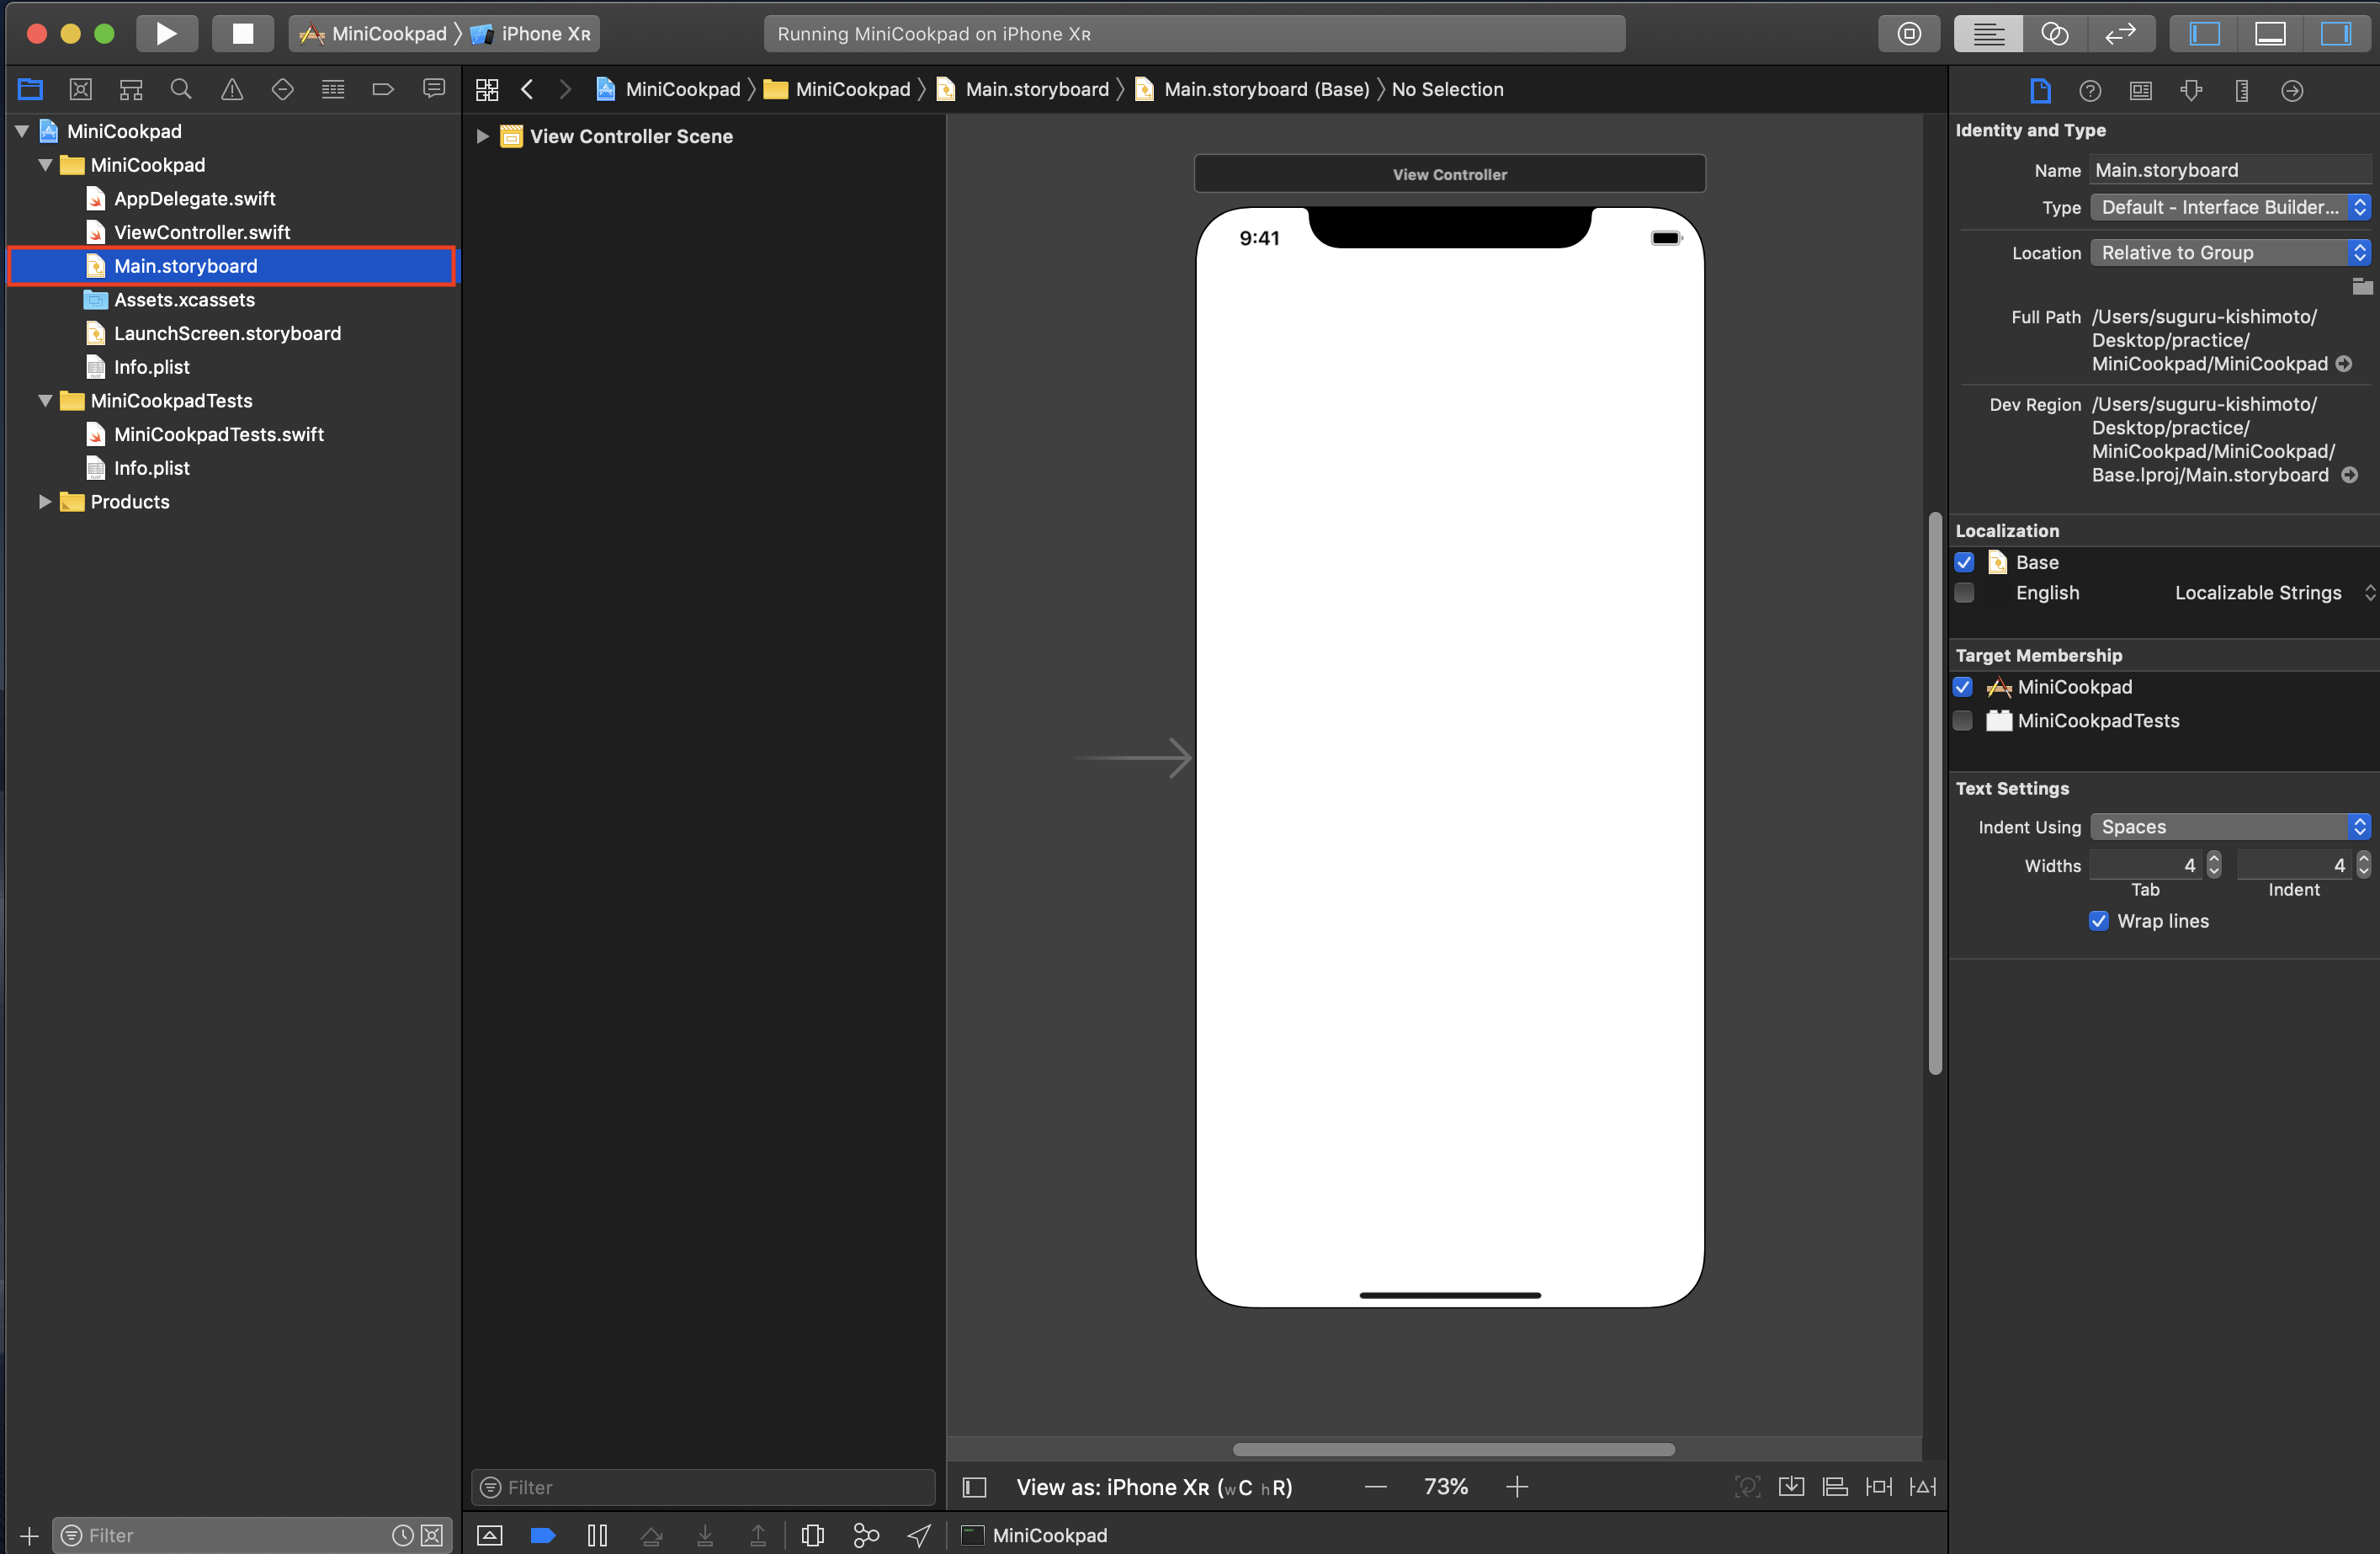 MiniCookpad 〉 iPhone XR
Running MiniCookpad on iPhone XR
MiniCookpad 〉 MiniCookpad 〉 Main.storyboard 〉 Main.storyboard (Base) 〉 No Selection
MiniCookpad
MiniCookpad
AppDelegate.swift
ViewController.swift
Main.storyboard
Assets.xcassets
LaunchScreen.storyboard
Info.plist
MiniCookpadTests
MiniCookpadTests.swift
Info.plist
Products
Filter
View Controller Scene
Filter
View Controller
9:41
View as: iPhone XR (wC hR)
73%
MiniCookpad
Identity and Type
Name Main.storyboard
Type Default - Interface Builder...
Location Relative to Group
Full Path /Users/suguru-kishimoto/
Desktop/practice/
MiniCookpad/MiniCookpad
Dev Region /Users/suguru-kishimoto/
Desktop/practice/
MiniCookpad/MiniCookpad/
Base.lproj/Main.storyboard
Localization
Base
English Localizable Strings
Target Membership
MiniCookpad
MiniCookpadTests
Text Settings
Indent Using Spaces
Widths 4 4
Tab Indent
Wrap lines